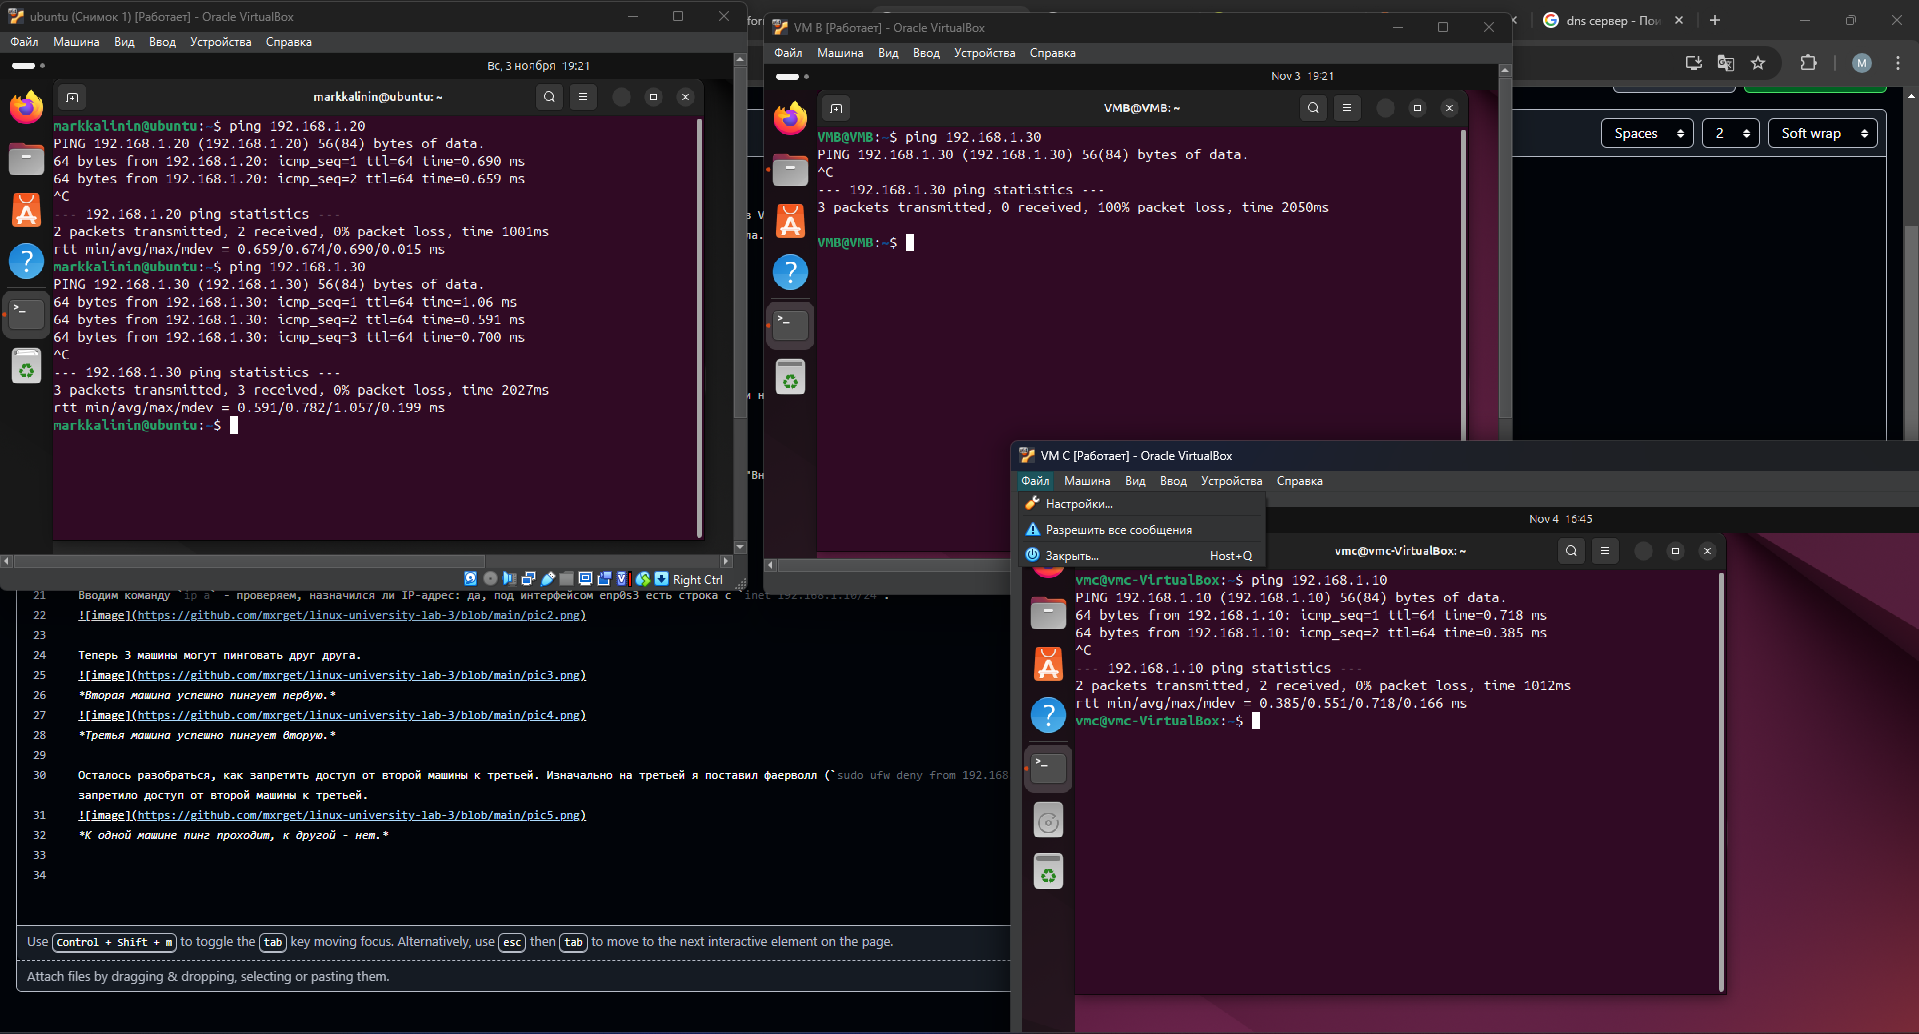 ubuntu (Снимок 1) [Работает] - Oracle VirtualBox
Файл Машина Вид Ввод Устройства Справка
Вс, 3 ноября 19:21
markkalinin@ubuntu: ~
markkalinin@ubuntu:~$ ping 192.168.1.20
PING 192.168.1.20 (192.168.1.20) 56(84) bytes of data.
64 bytes from 192.168.1.20: icmp_seq=1 ttl=64 time=0.690 ms
64 bytes from 192.168.1.20: icmp_seq=2 ttl=64 time=0.659 ms
^C
--- 192.168.1.20 ping statistics ---
2 packets transmitted, 2 received, 0% packet loss, time 1001ms
rtt min/avg/max/mdev = 0.659/0.674/0.690/0.015 ms
markkalinin@ubuntu:~$ ping 192.168.1.30
PING 192.168.1.30 (192.168.1.30) 56(84) bytes of data.
64 bytes from 192.168.1.30: icmp_seq=1 ttl=64 time=1.06 ms
64 bytes from 192.168.1.30: icmp_seq=2 ttl=64 time=0.591 ms
64 bytes from 192.168.1.30: icmp_seq=3 ttl=64 time=0.700 ms
^C
--- 192.168.1.30 ping statistics ---
3 packets transmitted, 3 received, 0% packet loss, time 2027ms
rtt min/avg/max/mdev = 0.591/0.782/1.057/0.199 ms
markkalinin@ubuntu:~$
Right Ctrl
VM B [Работает] - Oracle VirtualBox
Файл Машина Вид Ввод Устройства Справка
Nov 3 19:21
VMB@VMB: ~
VMB@VMB:~$ ping 192.168.1.30
PING 192.168.1.30 (192.168.1.30) 56(84) bytes of data.
^C
--- 192.168.1.30 ping statistics ---
3 packets transmitted, 0 received, 100% packet loss, time 2050ms
VMB@VMB:~$
dns сервер - Пои
M
Spaces 2 Soft wrap
VM C [Работает] - Oracle VirtualBox
Файл Машина Вид Ввод Устройства Справка
Настройки...
Разрешить все сообщения
Закрыть... Host+Q
Nov 4 16:45
vmc@vmc-VirtualBox: ~
vmc@vmc-VirtualBox:~$ ping 192.168.1.10
PING 192.168.1.10 (192.168.1.10) 56(84) bytes of data.
64 bytes from 192.168.1.10: icmp_seq=1 ttl=64 time=0.718 ms
64 bytes from 192.168.1.10: icmp_seq=2 ttl=64 time=0.385 ms
^C
--- 192.168.1.10 ping statistics ---
2 packets transmitted, 2 received, 0% packet loss, time 1012ms
rtt min/avg/max/mdev = 0.385/0.551/0.718/0.166 ms
vmc@vmc-VirtualBox:~$
21 Вводим команду `ip a` - проверяем, назначился ли IP-адрес: да, под интерфейсом enp0s3 есть строка с `inet 192.168.1.10/24`.
22 ![image](https://github.com/mxrget/linux-university-lab-3/blob/main/pic2.png)
23
24 Теперь 3 машины могут пинговать друг друга.
25 ![image](https://github.com/mxrget/linux-university-lab-3/blob/main/pic3.png)
26 *Вторая машина успешно пингует первую.*
27 ![image](https://github.com/mxrget/linux-university-lab-3/blob/main/pic4.png)
28 *Третья машина успешно пингует вторую.*
29
30 Осталось разобраться, как запретить доступ от второй машины к третьей. Изначально на третьей я поставил фаерволл (`sudo ufw deny from 192.168
запретило доступ от второй машины к третьей.
31 ![image](https://github.com/mxrget/linux-university-lab-3/blob/main/pic5.png)
32 *К одной машине пинг проходит, к другой - нет.*
33
34
Use Control + Shift + m to toggle the tab key moving focus. Alternatively, use esc then tab to move to the next interactive element on the page.
Attach files by dragging & dropping, selecting or pasting them.